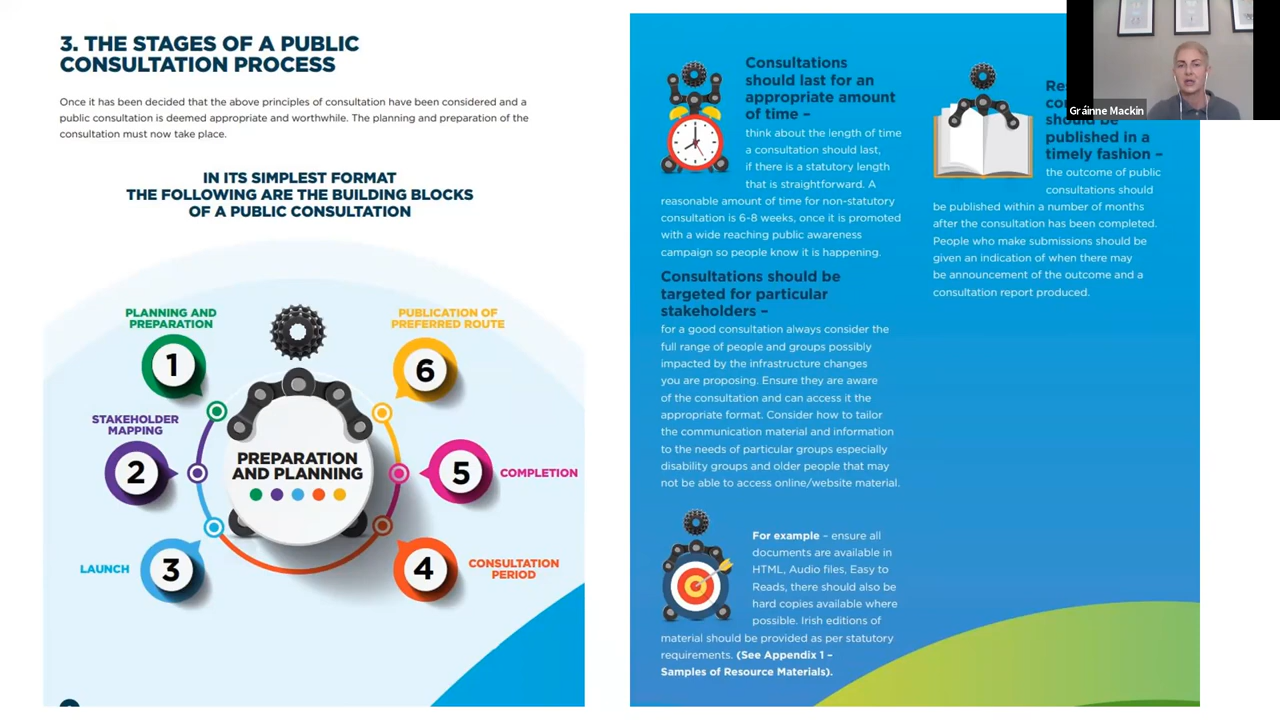 3. THE STAGES OF A PUBLIC
CONSULTATION PROCESS
Once it has been decided that the above principles of consultation have been considered and a
public consultation is deemed appropriate and worthwhile. The planning and preparation of the
consultation must now take place.
IN ITS SIMPLEST FORMAT
THE FOLLOWING ARE THE BUILDING BLOCKS
OF A PUBLIC CONSULTATION
PLANNING AND
PREPARATION
1
STAKEHOLDER
MAPPING
2
LAUNCH
3
PREPARATION
AND PLANNING
PUBLICATION OF
PREFERRED ROUTE
6
5
COMPLETION
4
CONSULTATION
PERIOD
Consultations
should last for an
appropriate amount
of time –
think about the length of time
a consultation should last,
if there is a statutory length
that is straightforward. A
reasonable amount of time for non-statutory
consultation is 6-8 weeks, once it is promoted
with a wide reaching public awareness
campaign so people know it is happening.
Consultations should be
targeted for particular
stakeholders –
for a good consultation always consider the
full range of people and groups possibly
impacted by the infrastructure changes
you are proposing. Ensure they are aware
of the consultation and can access it the
appropriate format. Consider how to tailor
the communication material and information
to the needs of particular groups especially
disability groups and older people that may
not be able to access online/website material.
For example – ensure all
documents are available in
HTML, Audio files, Easy to
Reads, there should also be
hard copies available where
possible. Irish editions of
material should be provided as per statutory
requirements. (See Appendix 1 –
Samples of Resource Materials).
should be
published in a
timely fashion –
the outcome of public
consultations should
be published within a number of months
after the consultation has been completed.
People who make submissions should be
given an indication of when there may
be announcement of the outcome and a
consultation report produced.
Gráinne Mackin